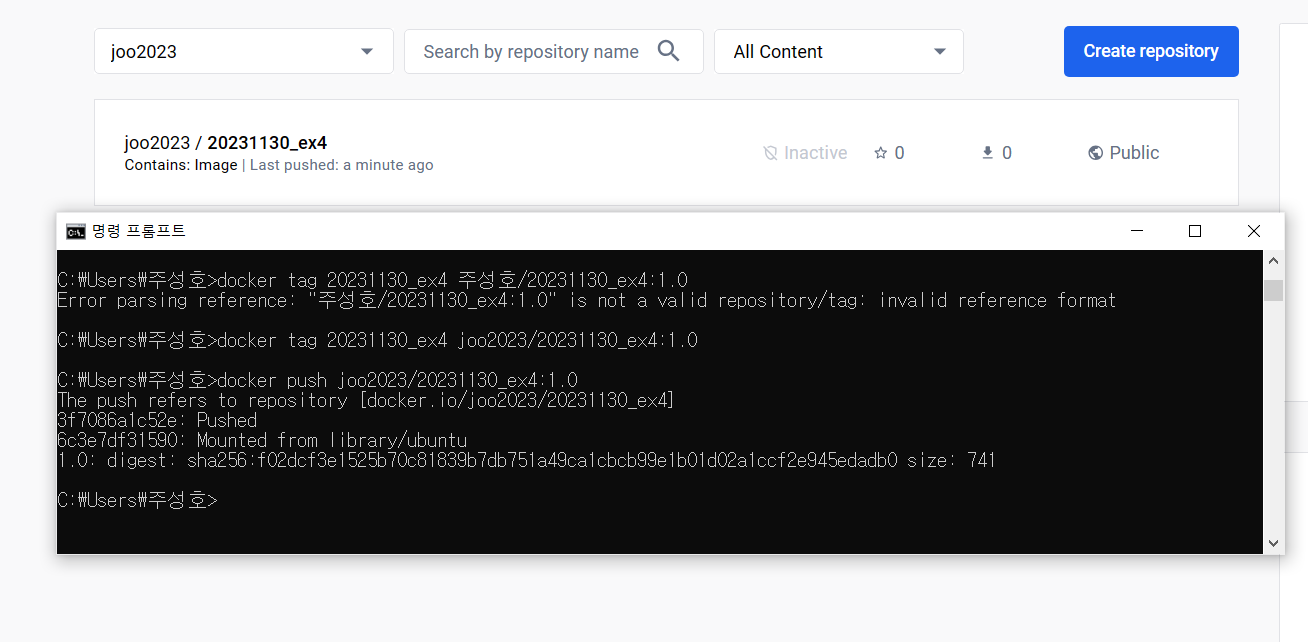 joo2023
Search by repository name
All Content
Create repository
joo2023 / 20231130_ex4
Contains: Image | Last pushed: a minute ago
Inactive
0
0
Public
명령 프롬프트
C:₩Users₩주성호>docker tag 20231130_ex4 주성호/20231130_ex4:1.0
Error parsing reference: "주성호/20231130_ex4:1.0" is not a valid repository/tag: invalid reference format
C:₩Users₩주성호>docker tag 20231130_ex4 joo2023/20231130_ex4:1.0
C:₩Users₩주성호>docker push joo2023/20231130_ex4:1.0
The push refers to repository [docker.io/joo2023/20231130_ex4]
3f7086a1c52e: Pushed
6c3e7df31590: Mounted from library/ubuntu
1.0: digest: sha256:f02dcf3e1525b70c81839b7db751a49ca1cbcb99e1b01d02a1ccf2e945edadb0 size: 741
C:₩Users₩주성호>